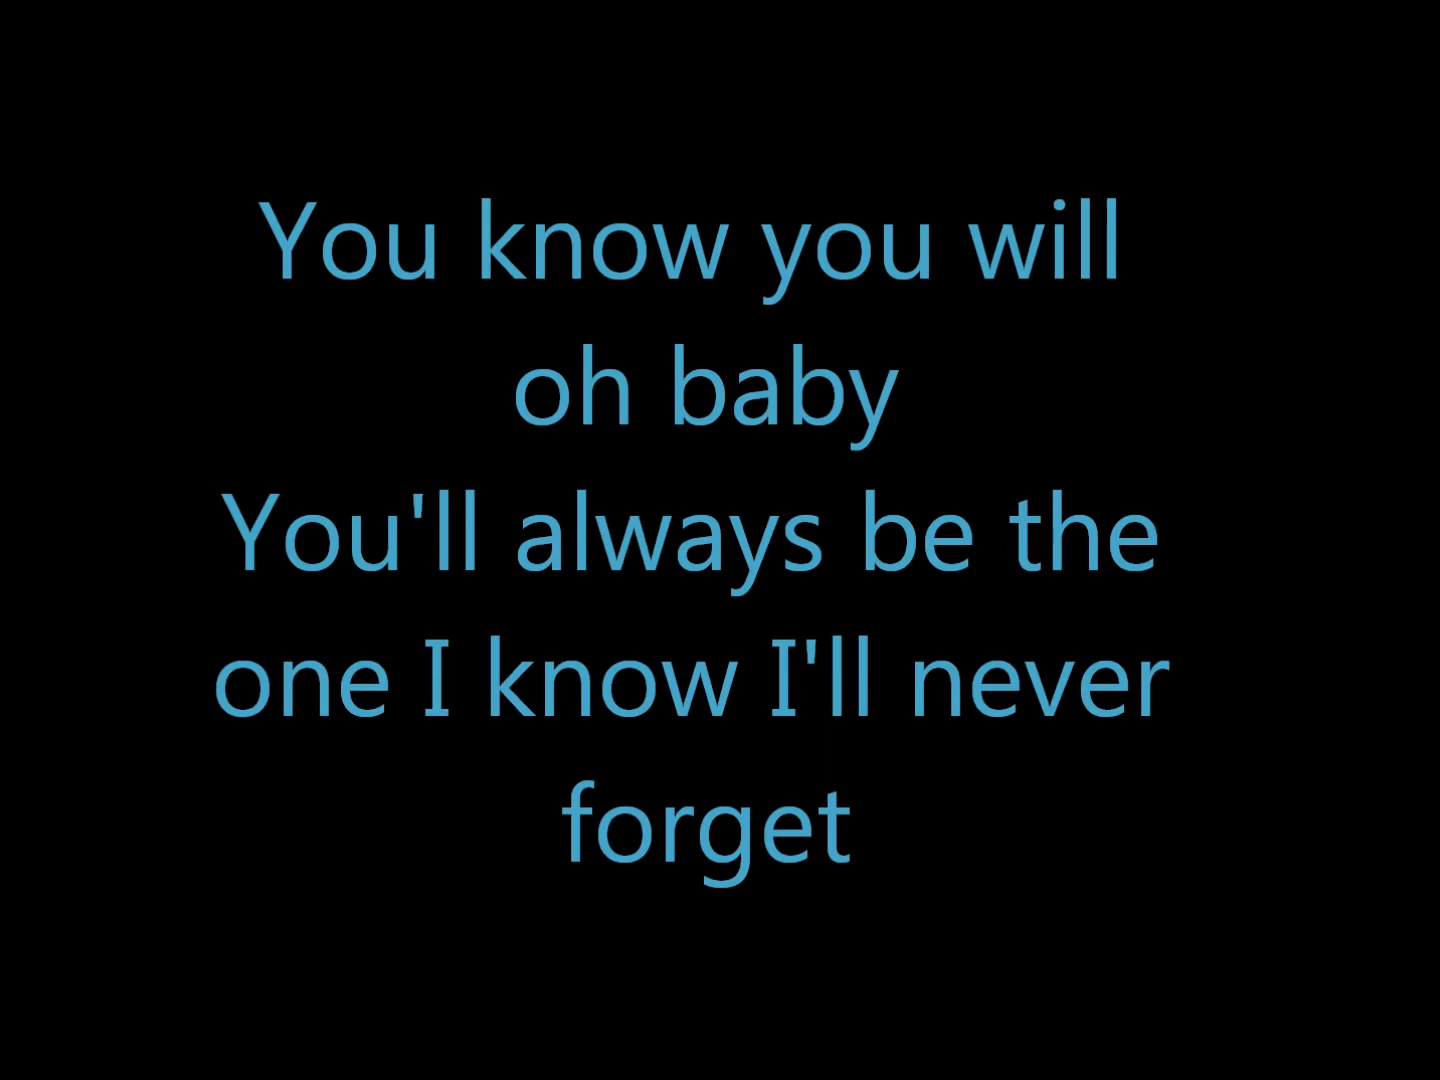 You know you will
oh baby
You'll always be the
one I know I'll never
forget